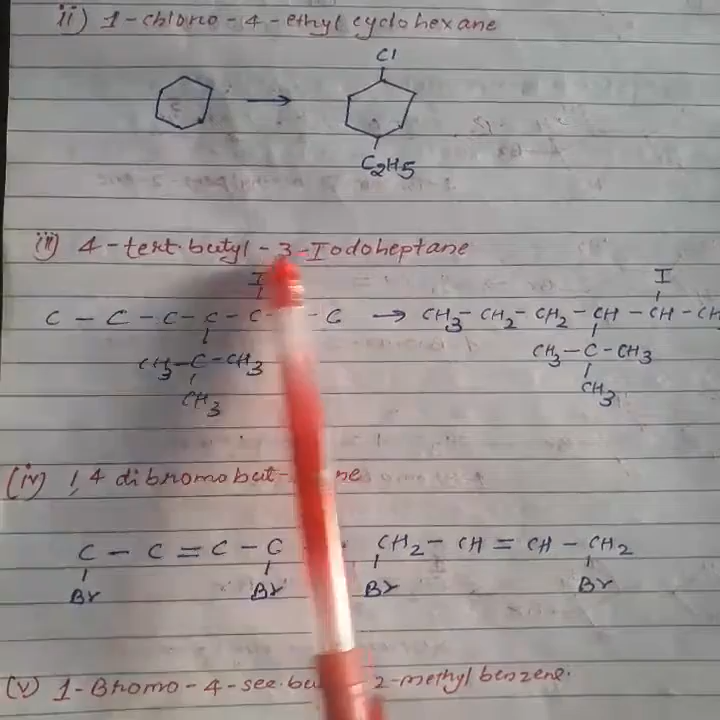 ii) 1-chloro-4-ethyl cyclohexane
Cl
C2H5
iii) 4-tert.butyl-3-Iodoheptane
I I
C - C - C - C - C - C → CH3 - CH2 - CH2 - CH - CH - CH
CH3 - C - CH3 CH3 - C - CH3
CH3 CH3
(iv) 1,4 dibromobut- ne
C - C = C - C CH2 - CH = CH - CH2
Br Br Br Br
(v) 1-Bromo-4-sec.bu 2-methyl benzene.